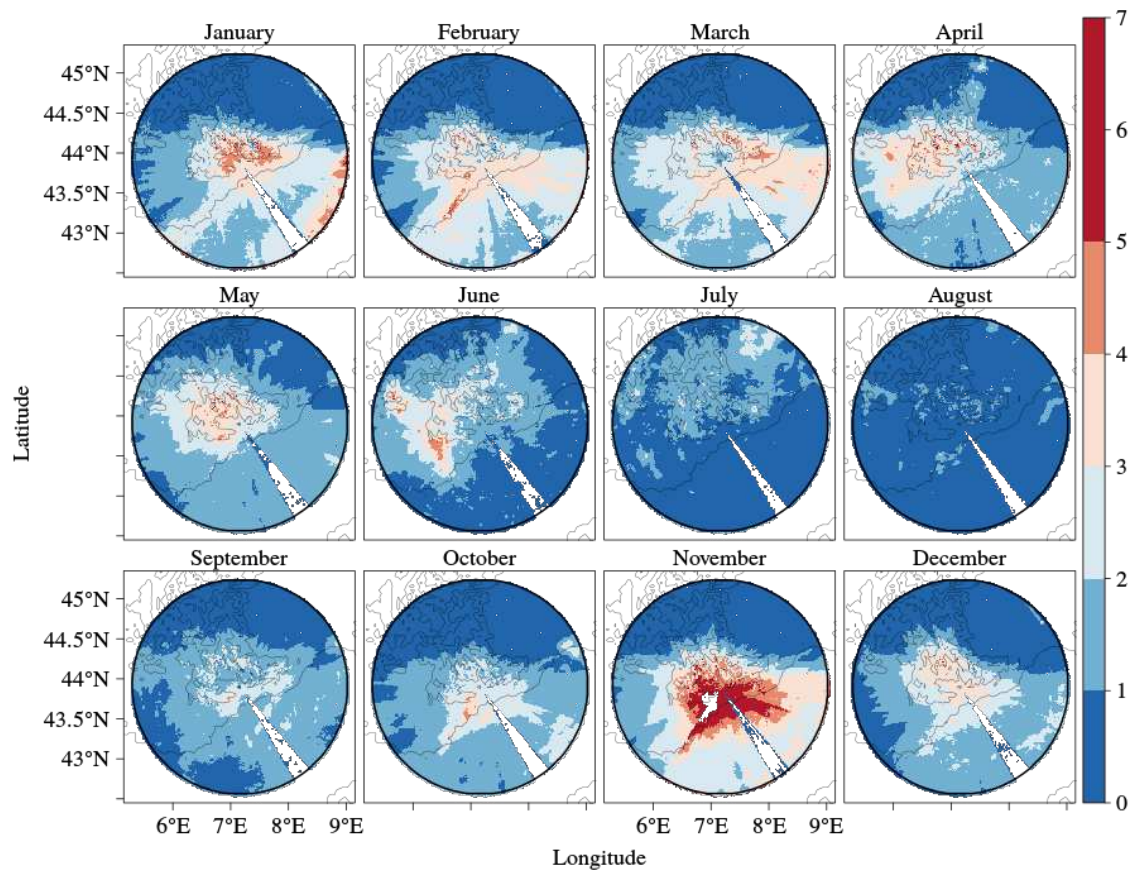 January February March April
7
45°N
44.5°N
44°N
43.5°N
43°N
6
5
May June July August
4
Latitude
3
September October November December
2
45°N
44.5°N
44°N
43.5°N
43°N
1
0
6°E 7°E 8°E 9°E 6°E 7°E 8°E 9°E
Longitude